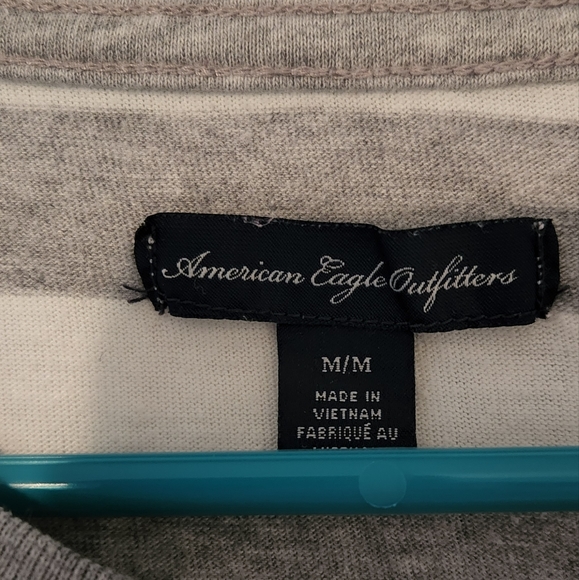 American Eagle Outfitters
M/M
MADE IN
VIETNAM
FABRIQUÉ AU